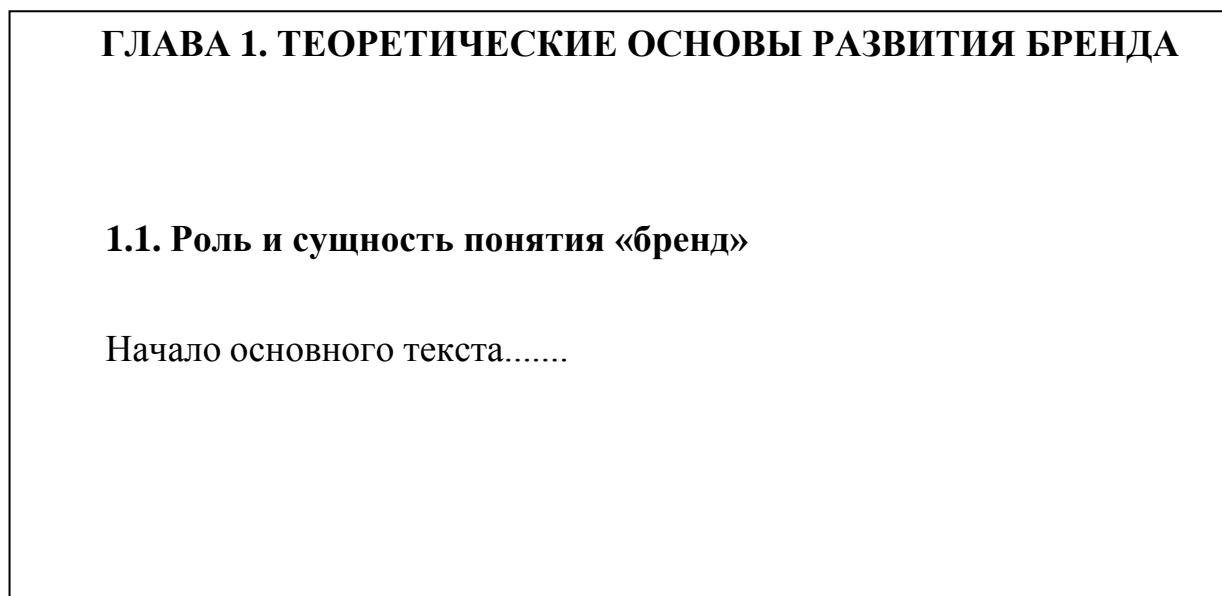 ГЛАВА 1. ТЕОРЕТИЧЕСКИЕ ОСНОВЫ РАЗВИТИЯ БРЕНДА
1.1. Роль и сущность понятия «бренд»
Начало основного текста.......